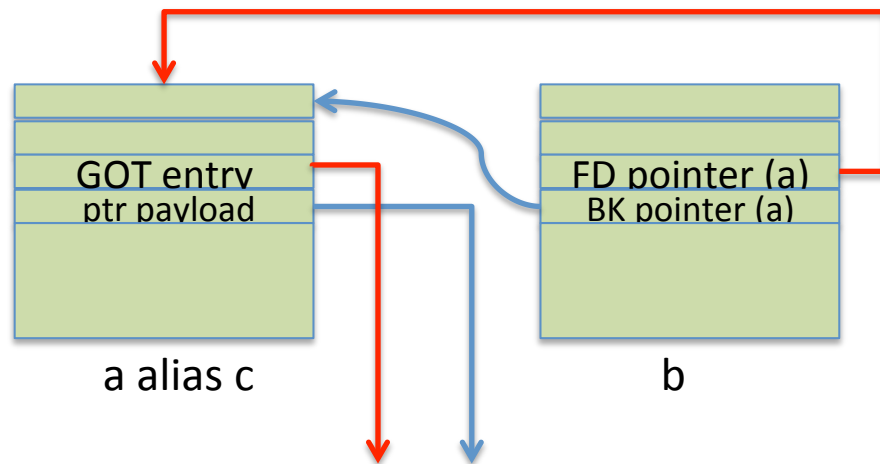 GOT entry
ptr payload
a alias c
FD pointer (a)
BK pointer (a)
b